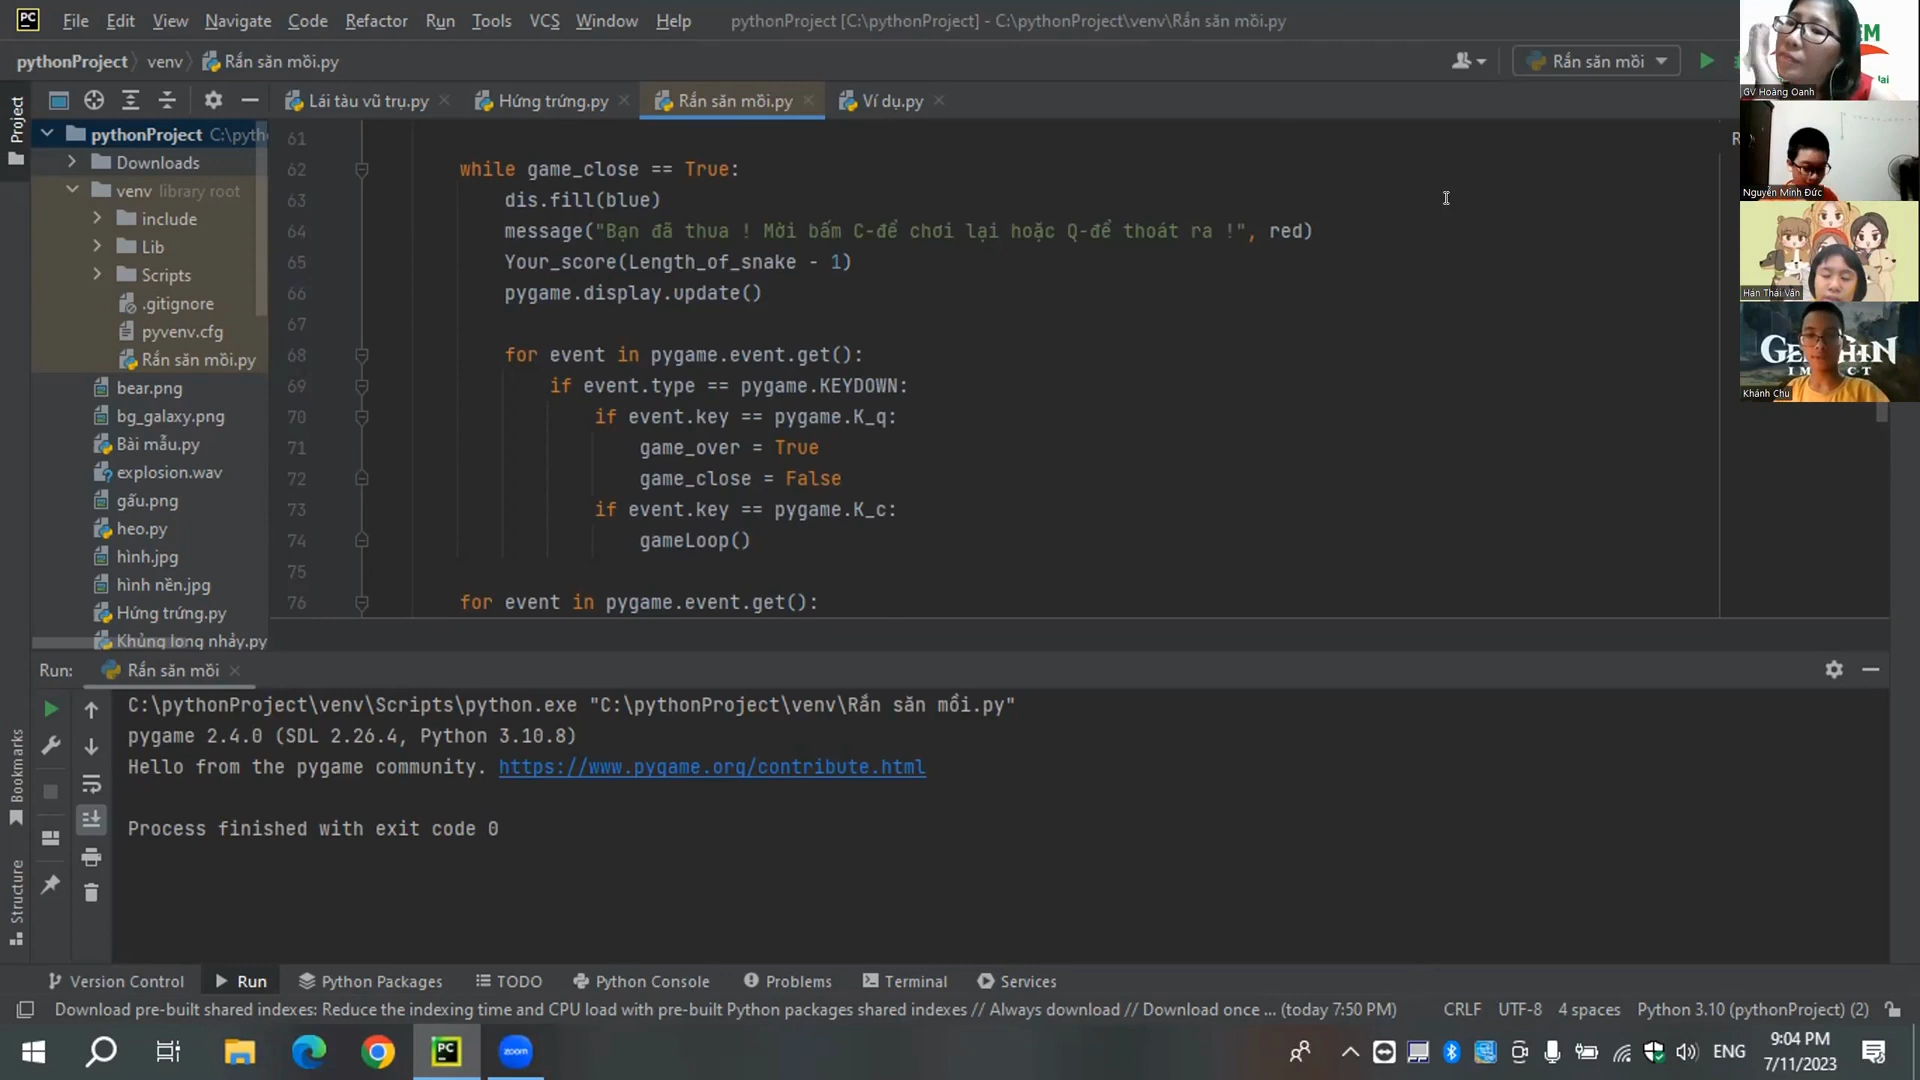 File Edit View Navigate Code Refactor Run Tools VCS Window Help pythonProject [C:\pythonProject] - C:\pythonProject\venv\Rắn săn mồi.py
pythonProject venv Rắn săn mồi.py
Rắn săn mồi
Lái tàu vũ trụ.py
Hứng trứng.py
Rắn săn mồi.py
Ví dụ.py
Project
pythonProject C:\pyth
Downloads
venv library root
include
Lib
Scripts
.gitignore
pyvenv.cfg
Rắn săn mồi.py
bear.png
bg_galaxy.png
Bài mẫu.py
explosion.wav
gấu.png
heo.py
hình.jpg
hình nền.jpg
Hứng trứng.py
Khủng long nhảy.py
61
62 while game_close == True:
63 dis.fill(blue)
64 message("Bạn đã thua ! Mời bấm C-để chơi lại hoặc Q-để thoát ra !", red)
65 Your_score(Length_of_snake - 1)
66 pygame.display.update()
67
68 for event in pygame.event.get():
69 if event.type == pygame.KEYDOWN:
70 if event.key == pygame.K_q:
71 game_over = True
72 game_close = False
73 if event.key == pygame.K_c:
74 gameLoop()
75
76 for event in pygame.event.get():
GV Hoàng Oanh
Nguyễn Minh Đức
Hán Thái Vân
GENSHIN
IMPACT
Khánh Chu
Run: Rắn săn mồi
C:\pythonProject\venv\Scripts\python.exe "C:\pythonProject\venv\Rắn săn mồi.py"
pygame 2.4.0 (SDL 2.26.4, Python 3.10.8)
Hello from the pygame community. https://www.pygame.org/contribute.html
Process finished with exit code 0
Bookmarks
Structure
Version Control Run Python Packages TODO Python Console Problems Terminal Services
Download pre-built shared indexes: Reduce the indexing time and CPU load with pre-built Python packages shared indexes // Always download // Download once ... (today 7:50 PM) CRLF UTF-8 4 spaces Python 3.10 (pythonProject) (2)
PC
zoom
ENG
9:04 PM
7/11/2023